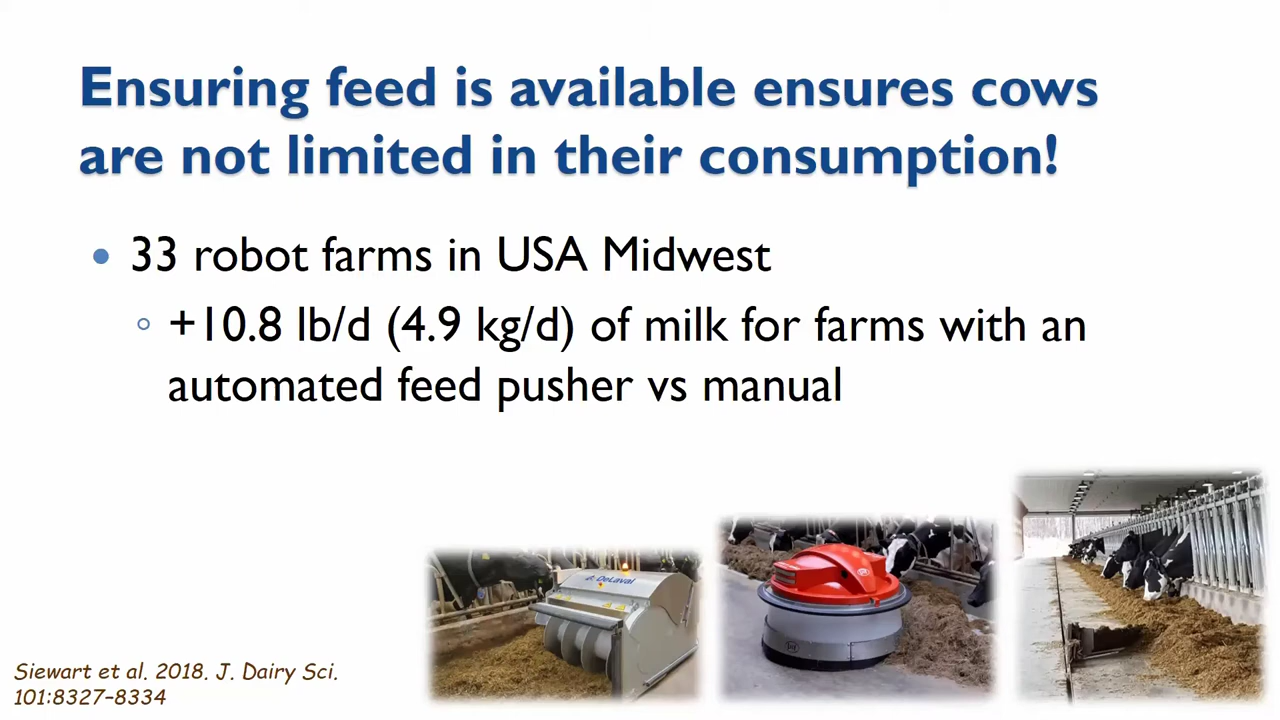 Ensuring feed is available ensures cows
are not limited in their consumption!
• 33 robot farms in USA Midwest
◦ +10.8 lb/d (4.9 kg/d) of milk for farms with an
automated feed pusher vs manual
DeLaval
Siewart et al. 2018. J. Dairy Sci.
101:8327–8334